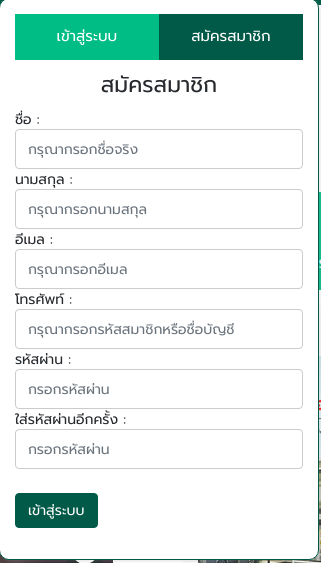 เข้าสู่ระบบ สมัครสมาชิก
สมัครสมาชิก
ชื่อ :
กรุณากรอกชื่อจริง
นามสกุล :
กรุณากรอกนามสกุล
อีเมล :
กรุณากรอกอีเมล
โทรศัพท์ :
กรุณากรอกรหัสสมาชิกหรือชื่อบัญชี
รหัสผ่าน :
กรอกรหัสผ่าน
ใส่รหัสผ่านอีกครั้ง :
กรอกรหัสผ่าน
เข้าสู่ระบบ